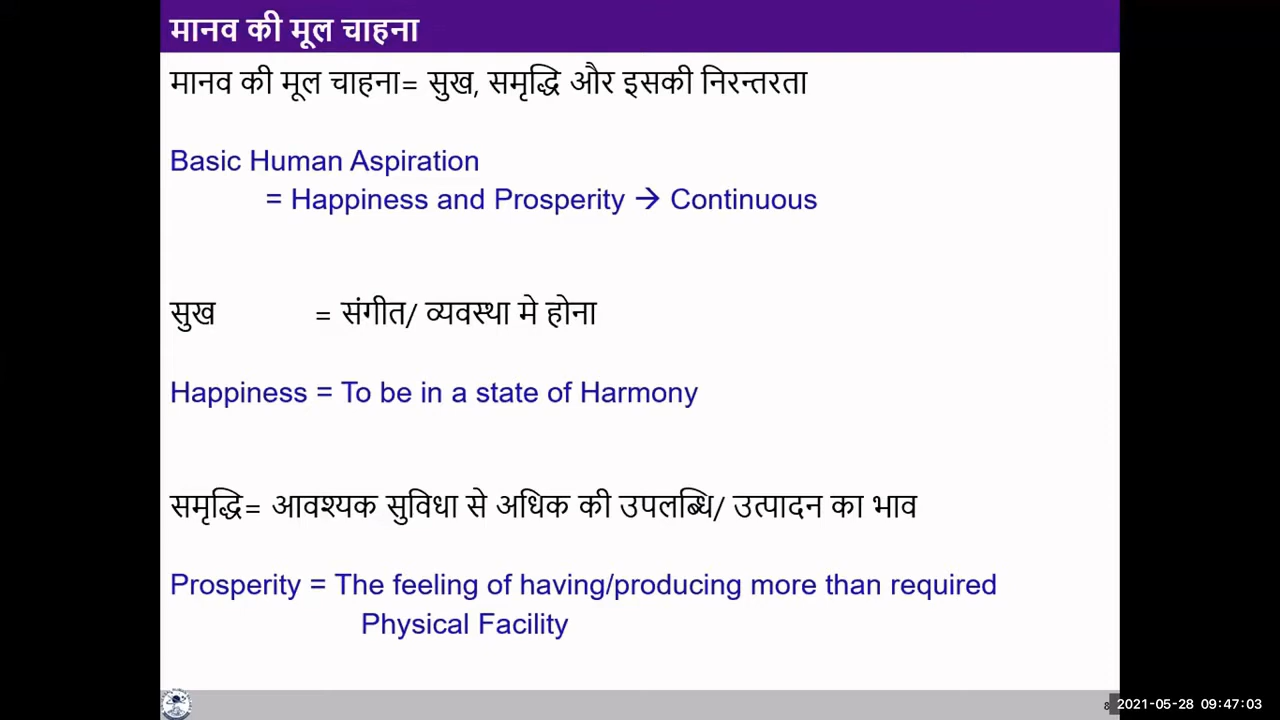 मानव की मूल चाहना
मानव की मूल चाहना= सुख, समृद्धि और इसकी निरन्तरता
Basic Human Aspiration
= Happiness and Prosperity → Continuous
सुख = संगीत/ व्यवस्था मे होना
Happiness = To be in a state of Harmony
समृद्धि= आवश्यक सुविधा से अधिक की उपलब्धि/ उत्पादन का भाव
Prosperity = The feeling of having/producing more than required
Physical Facility
2021-05-28 09:47:03